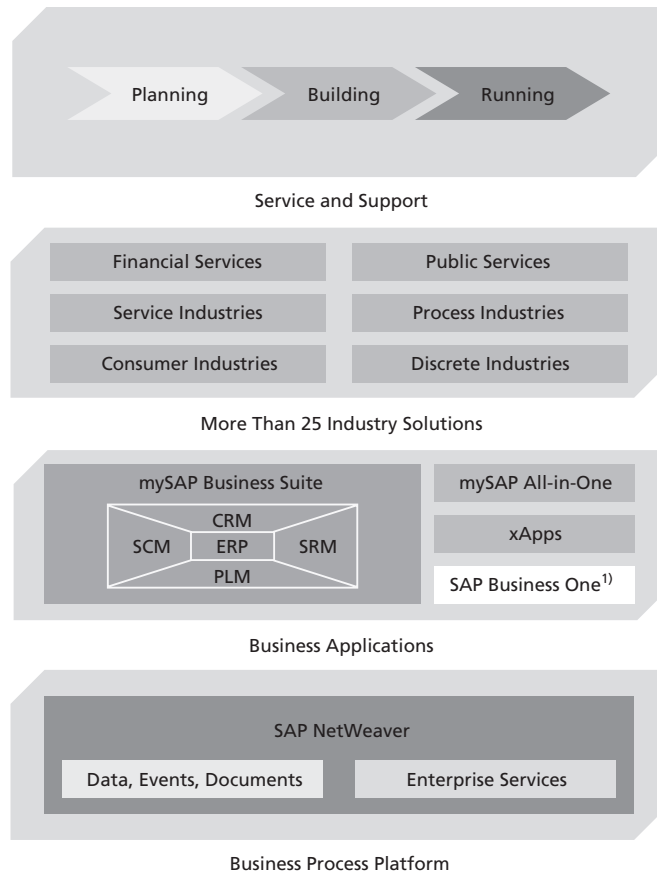 Planning
Building
Running
Service and Support
Financial Services
Public Services
Service Industries
Process Industries
Consumer Industries
Discrete Industries
More Than 25 Industry Solutions
mySAP Business Suite
CRM
SCM
ERP
SRM
PLM
mySAP All-in-One
xApps
SAP Business One1)
Business Applications
SAP NetWeaver
Data, Events, Documents
Enterprise Services
Business Process Platform